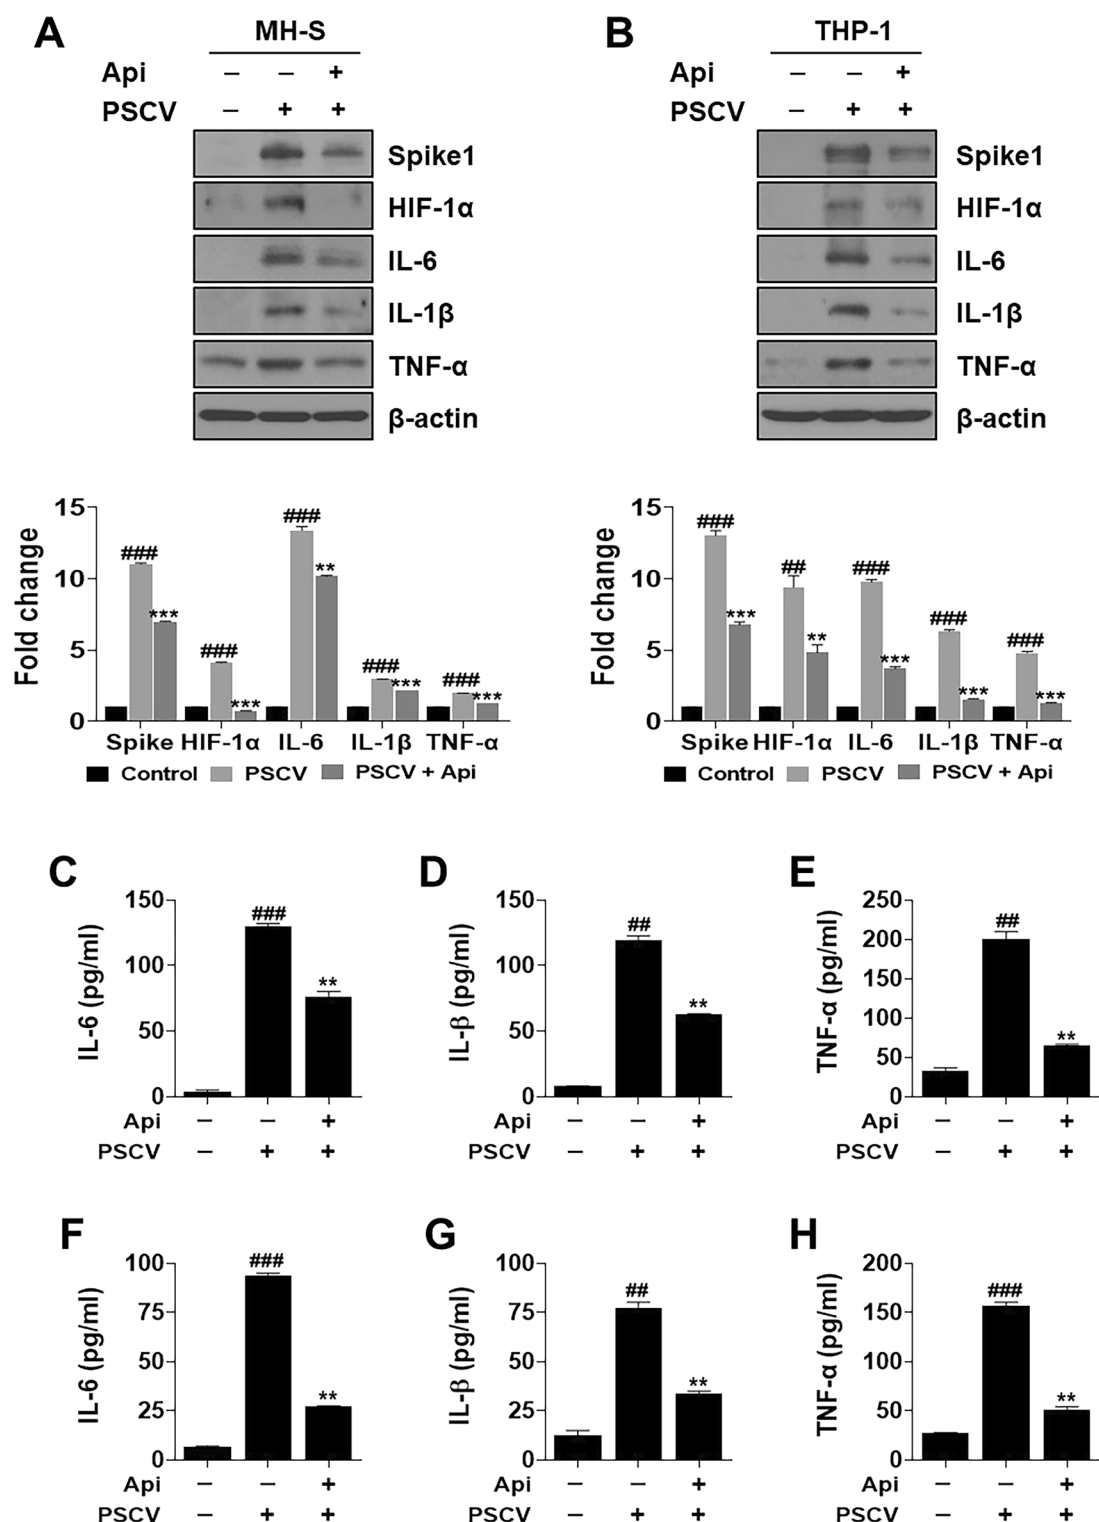 A
MH-S
Api – – +
PSCV – + +
Spike1
HIF-1α
IL-6
IL-1β
TNF-α
β-actin
B
THP-1
Api – – +
PSCV – + +
Spike1
HIF-1α
IL-6
IL-1β
TNF-α
β-actin
Fold change
15
10
5
0
###
***
###
***
###
**
###
***
###
***
Spike HIF-1α IL-6 IL-1β TNF-α
Control PSCV PSCV + Api
Fold change
15
10
5
0
###
***
##
**
###
***
###
***
###
***
Spike HIF-1α IL-6 IL-1β TNF-α
Control PSCV PSCV + Api
C
IL-6 (pg/ml)
150
100
50
0
###
**
Api – – +
PSCV – + +
D
IL-β (pg/ml)
150
100
50
0
##
**
Api – – +
PSCV – + +
E
TNF-α (pg/ml)
250
200
150
100
50
0
##
**
Api – – +
PSCV – + +
F
IL-6 (pg/ml)
100
75
50
25
0
###
**
Api – – +
PSCV – + +
G
IL-β (pg/ml)
100
75
50
25
0
##
**
Api – – +
PSCV – + +
H
TNF-α (pg/ml)
200
150
100
50
0
###
**
Api – – +
PSCV – + +